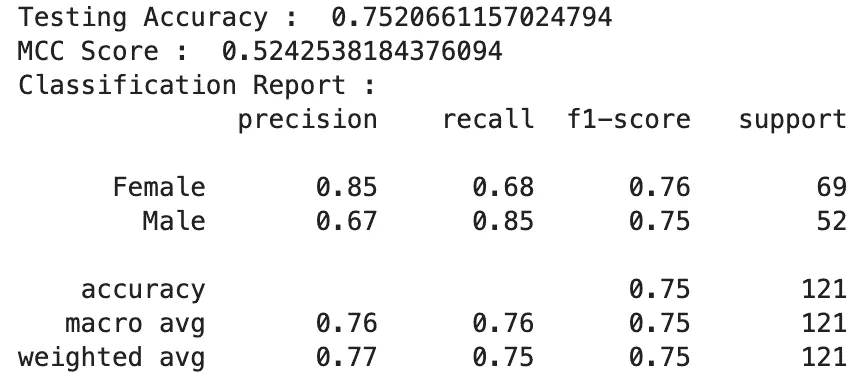 Testing Accuracy :  0.7520661157024794
MCC Score :  0.5242538184376094
Classification Report :
precision recall f1-score support
Female 0.85 0.68 0.76 69
Male 0.67 0.85 0.75 52
accuracy 0.75 121
macro avg 0.76 0.76 0.75 121
weighted avg 0.77 0.75 0.75 121